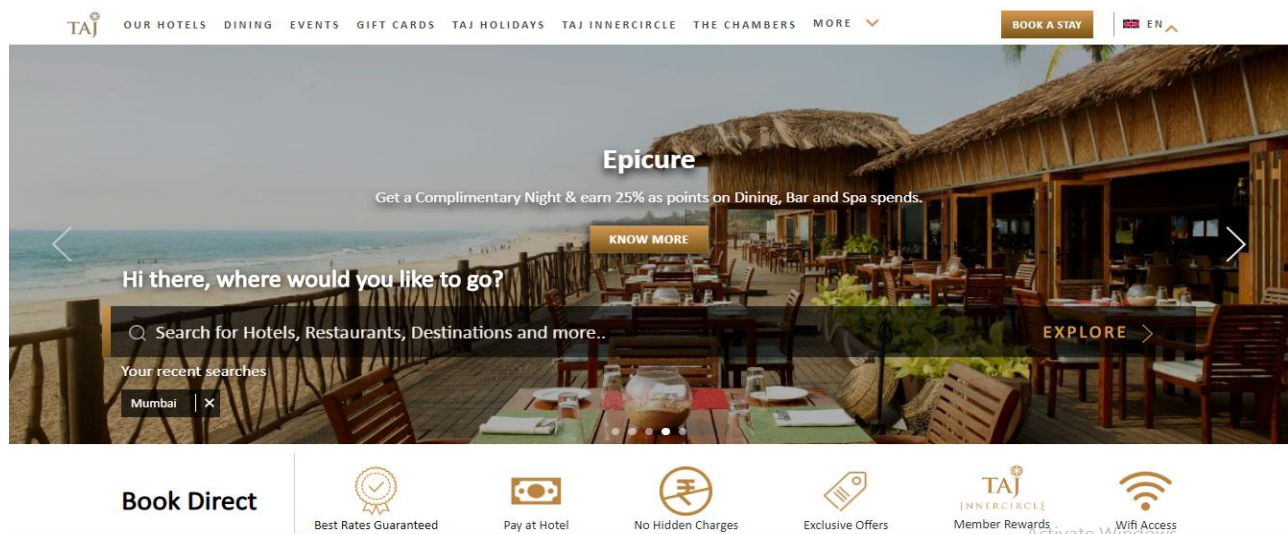 TAJ
OUR HOTELS DINING EVENTS GIFT CARDS TAJ HOLIDAYS TAJ INNERCIRCLE THE CHAMBERS MORE
BOOK A STAY
EN
Epicure
Get a Complimentary Night & earn 25% as points on Dining, Bar and Spa spends.
KNOW MORE
Hi there, where would you like to go?
Search for Hotels, Restaurants, Destinations and more..
EXPLORE
Your recent searches
Mumbai
Book Direct
Best Rates Guaranteed
Pay at Hotel
₹
No Hidden Charges
%
Exclusive Offers
TAJ
INNERCIRCLE
Member Rewards
Wifi Access
Activate Windows